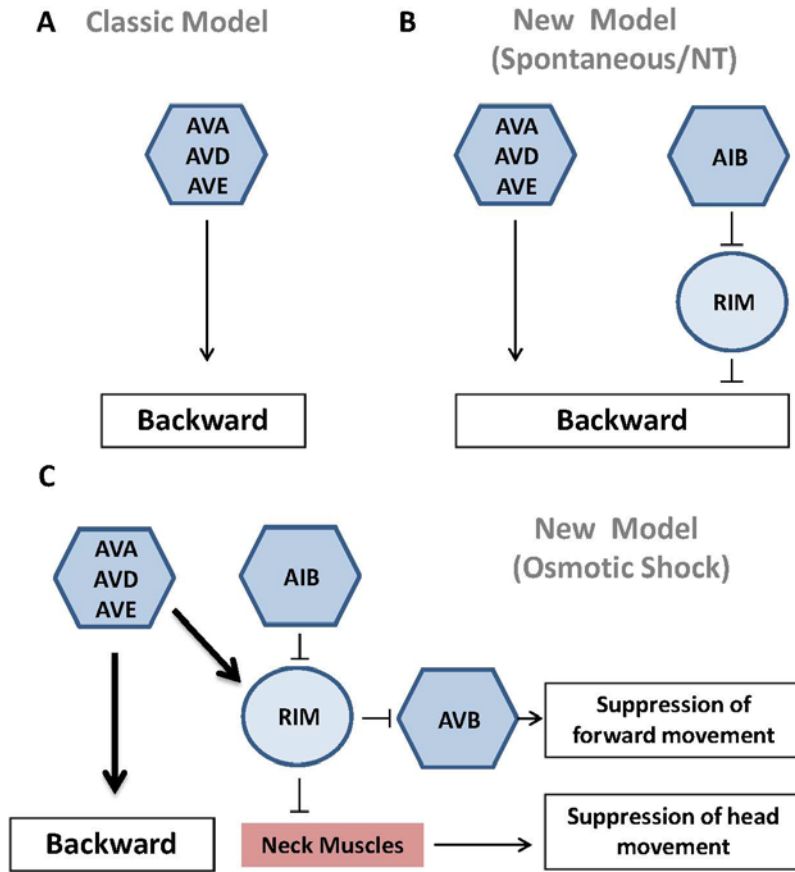 A
Classic Model
AVA
AVD
AVE
Backward
B
New Model
(Spontaneous/NT)
AVA
AVD
AVE
AIB
RIM
Backward
C
New Model
(Osmotic Shock)
AVA
AVD
AVE
AIB
RIM
AVB
Suppression of
forward movement
Backward
Neck Muscles
Suppression of head
movement